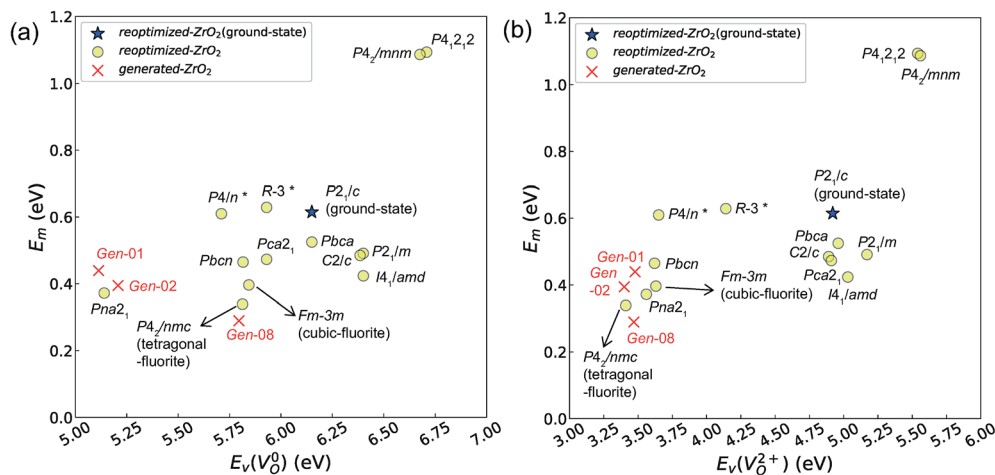 (a)
reoptimized-ZrO₂(ground-state)
reoptimized-ZrO₂
generated-ZrO₂
P4₂/mnm
P4₁2₁2
P4/n *
R-3 *
P2₁/c
(ground-state)
Pbcn
Pca2₁
Pbca
C2/c
P2₁/m
I4₁/amd
Gen-01
Gen-02
Pna2₁
P4₂/nmc
(tetragonal
-fluorite)
Gen-08
Fm-3m
(cubic-fluorite)
1.2
1.0
0.8
0.6
0.4
0.2
0.0
Eₘ (eV)
5.00
5.25
5.50
5.75
6.00
6.25
6.50
6.75
7.00
Eᵥ(V_O^0) (eV)
(b)
reoptimized-ZrO₂(ground-state)
reoptimized-ZrO₂
generated-ZrO₂
P4₁2₁2
P4₂/mnm
P4/n *
R-3 *
P2₁/c
(ground-state)
Pbca
C2/c
P2₁/m
Pca2₁
I4₁/amd
Pbcn
Gen-01
Gen
-02
Fm-3m
(cubic-fluorite)
Pna2₁
Gen-08
P4₂/nmc
(tetragonal
-fluorite)
1.2
1.0
0.8
0.6
0.4
0.2
0.0
Eₘ (eV)
3.00
3.25
3.50
3.75
4.00
4.25
4.50
4.75
5.00
5.25
5.50
5.75
6.00
Eᵥ(V_O^2+) (eV)